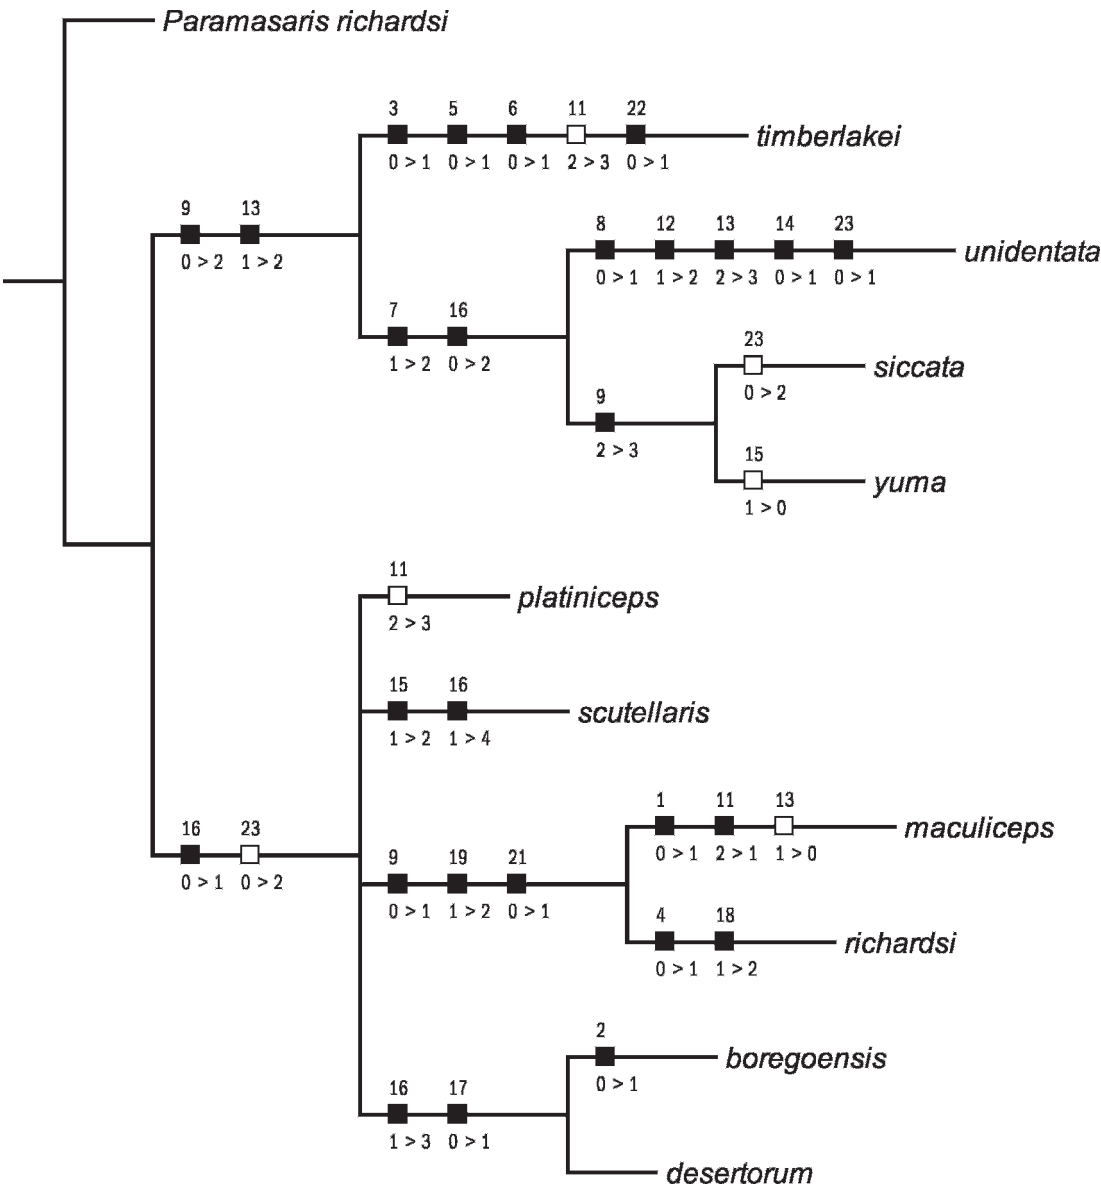 Paramasaris richardsi
3 5 6 11 22
timberlakei
0 > 1 0 > 1 0 > 1 2 > 3 0 > 1
9 13
0 > 2 1 > 2
8 12 13 14 23
unidentata
0 > 1 1 > 2 2 > 3 0 > 1 0 > 1
7 16
1 > 2 0 > 2
23
siccata
0 > 2
9
2 > 3
15
yuma
1 > 0
11
platiniceps
2 > 3
15 16
scutellaris
1 > 2 1 > 4
1 11 13
maculiceps
0 > 1 2 > 1 1 > 0
16 23
0 > 1 0 > 2
9 19 21
0 > 1 1 > 2 0 > 1
4 18
richardsi
0 > 1 1 > 2
2
boregoensis
0 > 1
16 17
1 > 3 0 > 1
desertorum